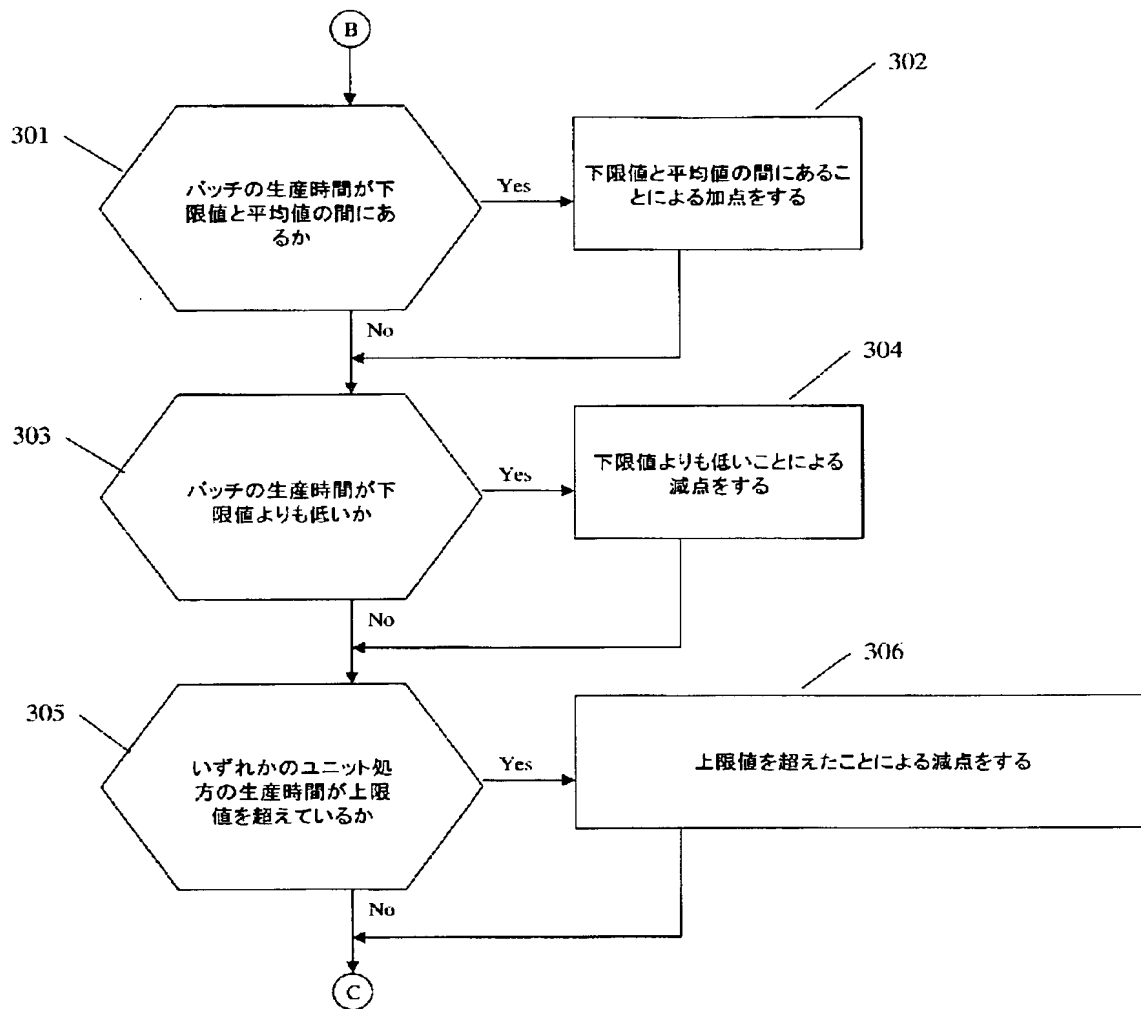 B
302
301
バッチの生産時間が下
限値と平均値の間にあ
るか
Yes
下限値と平均値の間にあるこ
とによる加点をする
No
304
303
バッチの生産時間が下
限値よりも低いか
Yes
下限値よりも低いことによる
減点をする
No
306
305
いずれかのユニット処
方の生産時間が上限
値を超えているか
Yes
上限値を超えたことによる減点をする
No
C